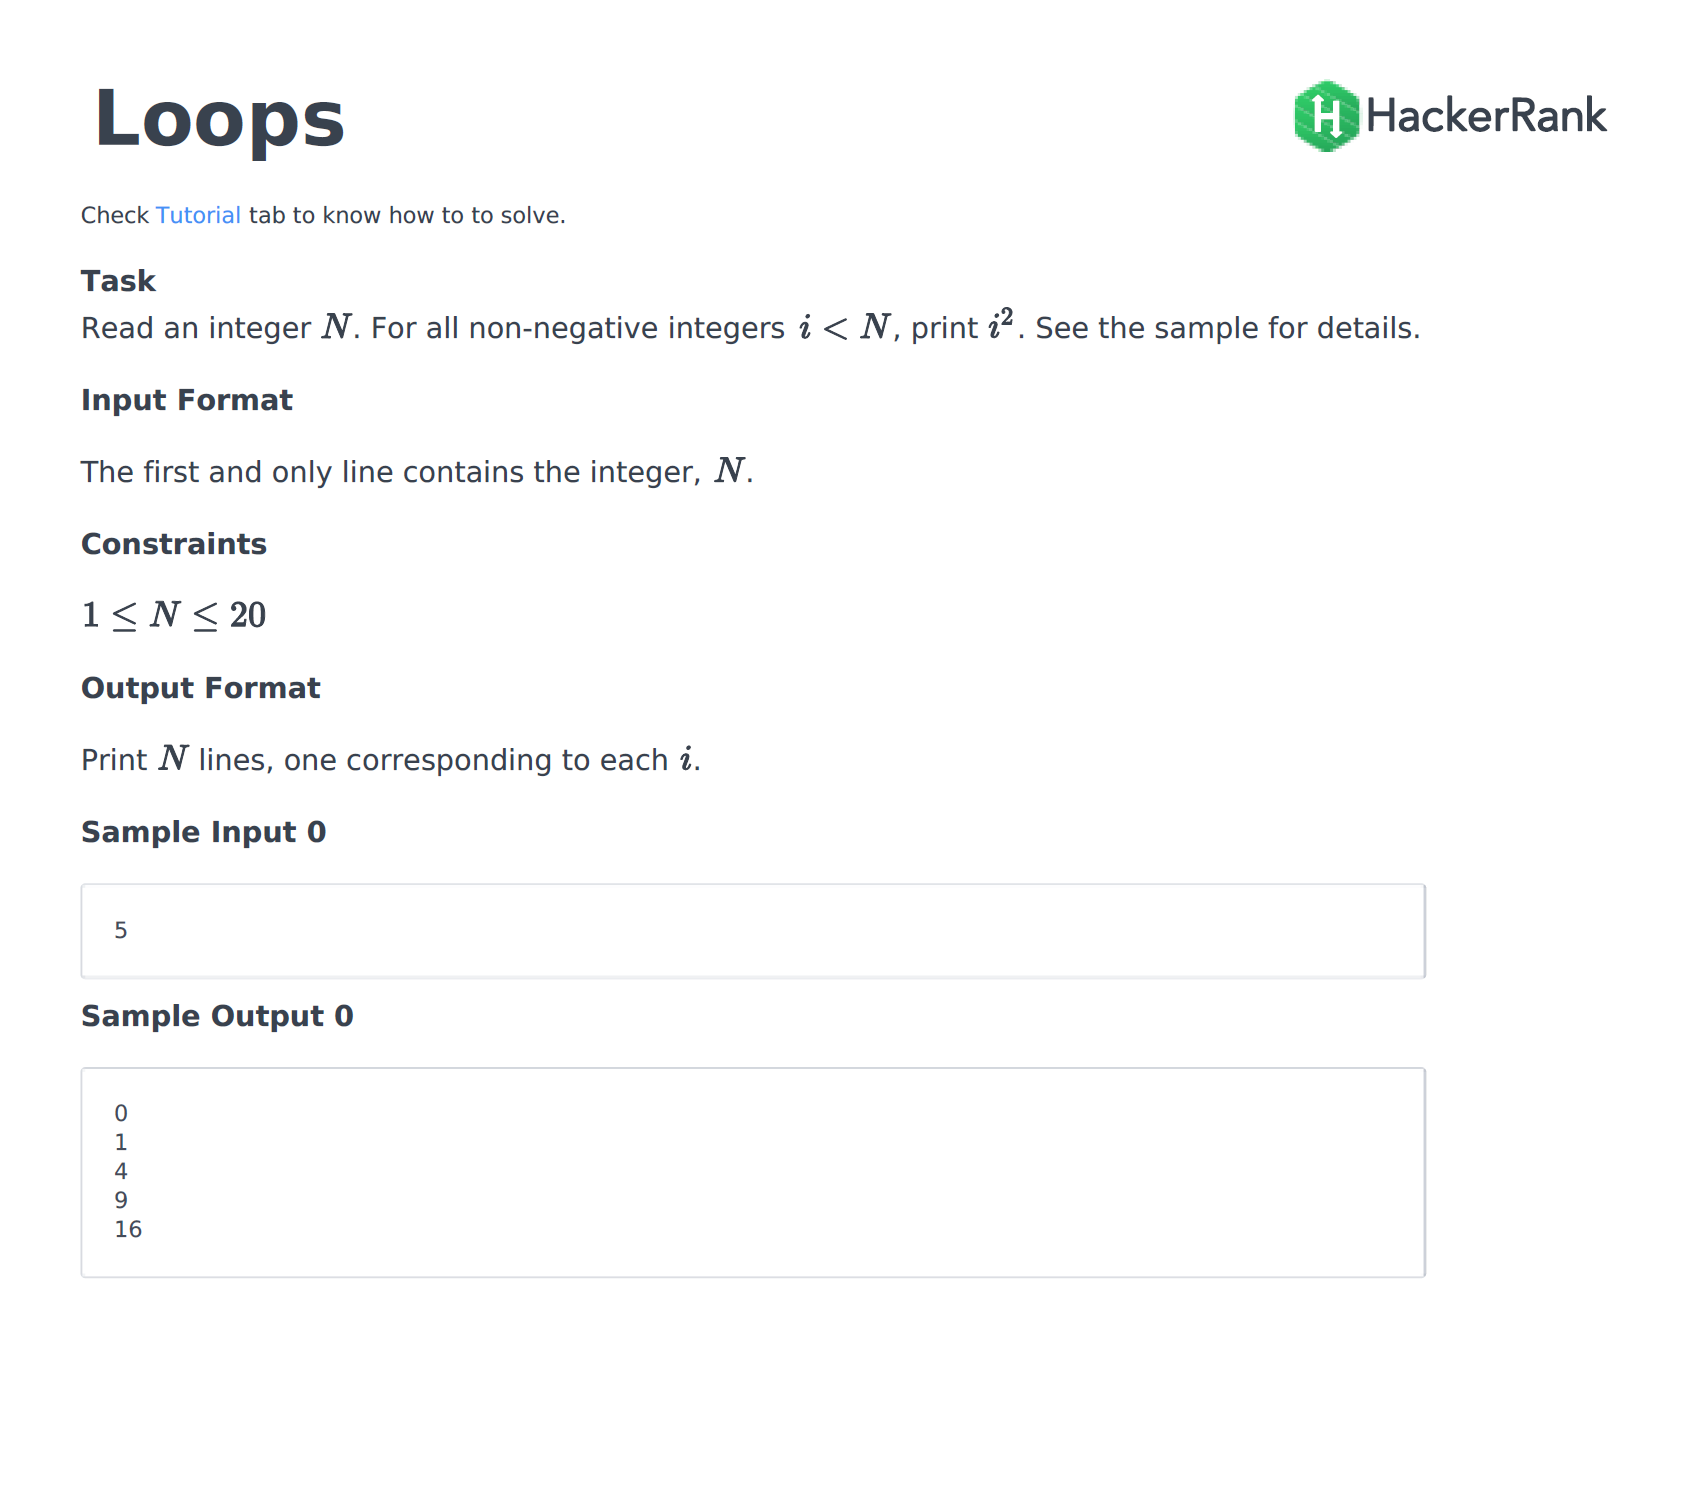 Loops
HackerRank
Check Tutorial tab to know how to to solve.
Task
Read an integer N. For all non-negative integers i < N, print i². See the sample for details.
Input Format
The first and only line contains the integer, N.
Constraints
1 ≤ N ≤ 20
Output Format
Print N lines, one corresponding to each i.
Sample Input 0
5
Sample Output 0
0
1
4
9
16